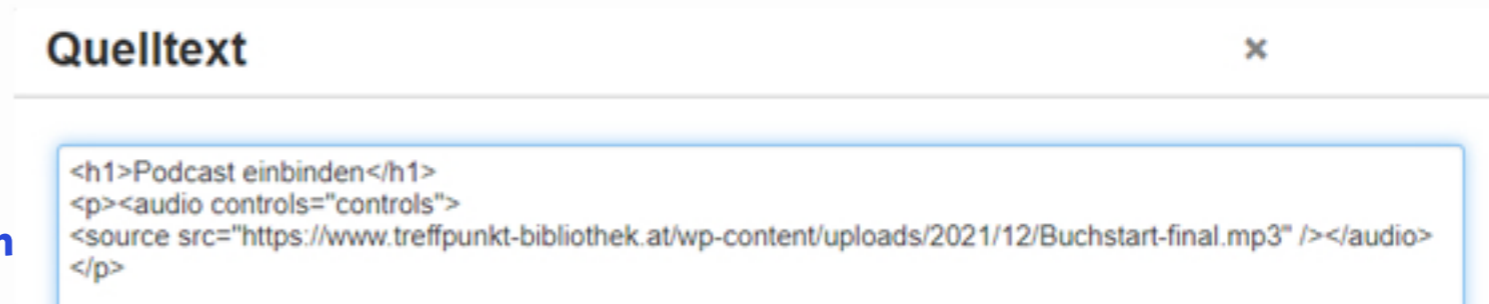 Quelltext
<h1>Podcast einbinden</h1>
<p><audio controls="controls">
<source src="https://www.treffpunkt-bibliothek.at/wp-content/uploads/2021/12/Buchstart-final.mp3" /></audio>
</p>